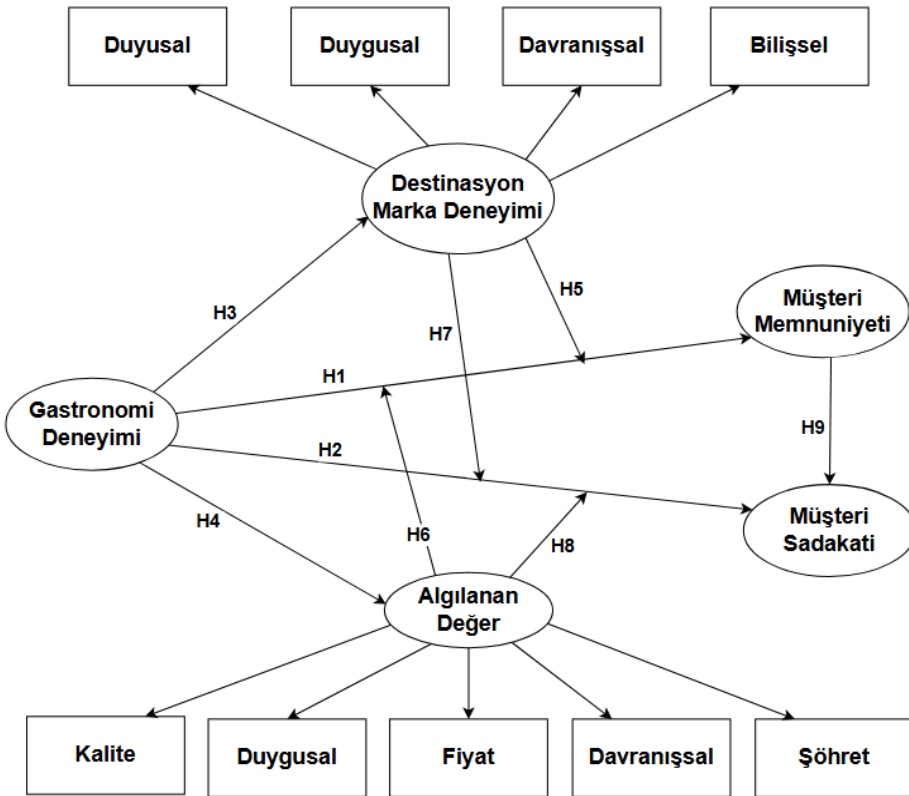 Duyusal
Duygusal
Davranışsal
Bilişsel
Destinasyon
Marka Deneyimi
H5
Müşteri
Memnuniyeti
H3
H7
H1
Gastronomi
Deneyimi
H2
H9
H4
H6
H8
Müşteri
Sadakati
Algılanan
Değer
Kalite
Duygusal
Fiyat
Davranışsal
Şöhret